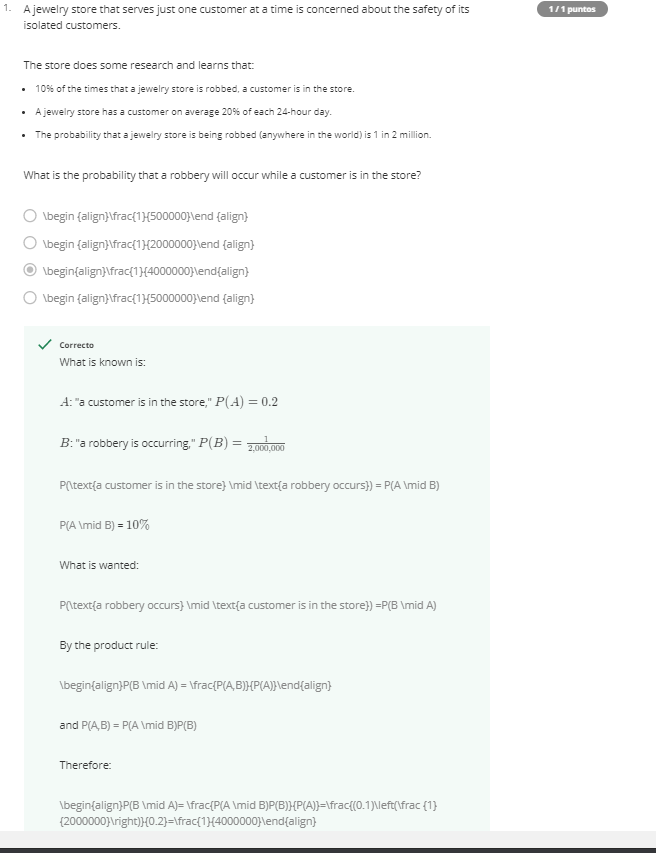 1. A jewelry store that serves just one customer at a time is concerned about the safety of its
isolated customers.
1 / 1 puntos
The store does some research and learns that:
• 10% of the times that a jewelry store is robbed, a customer is in the store.
• A jewelry store has a customer on average 20% of each 24-hour day.
• The probability that a jewelry store is being robbed (anywhere in the world) is 1 in 2 million.
What is the probability that a robbery will occur while a customer is in the store?
\begin {align}\frac{1}{500000}\end {align}
\begin {align}\frac{1}{2000000}\end {align}
\begin{align}\frac{1}{4000000}\end{align}
\begin {align}\frac{1}{5000000}\end {align}
Correcto
What is known is:
A: "a customer is in the store," P(A) = 0.2
B: "a robbery is occurring," P(B) = 1/2,000,000
P(\text{a customer is in the store} \mid \text{a robbery occurs}) = P(A \mid B)
P(A \mid B) = 10%
What is wanted:
P(\text{a robbery occurs} \mid \text{a customer is in the store}) =P(B \mid A)
By the product rule:
\begin{align}P(B \mid A) = \frac{P(A,B)}{P(A)}\end{align}
and P(A,B) = P(A \mid B)P(B)
Therefore:
\begin{align}P(B \mid A)= \frac{P(A \mid B)P(B)}{P(A)}=\frac{(0.1)\left(\frac {1}
{2000000}\right)}{0.2}=\frac{1}{4000000}\end{align}